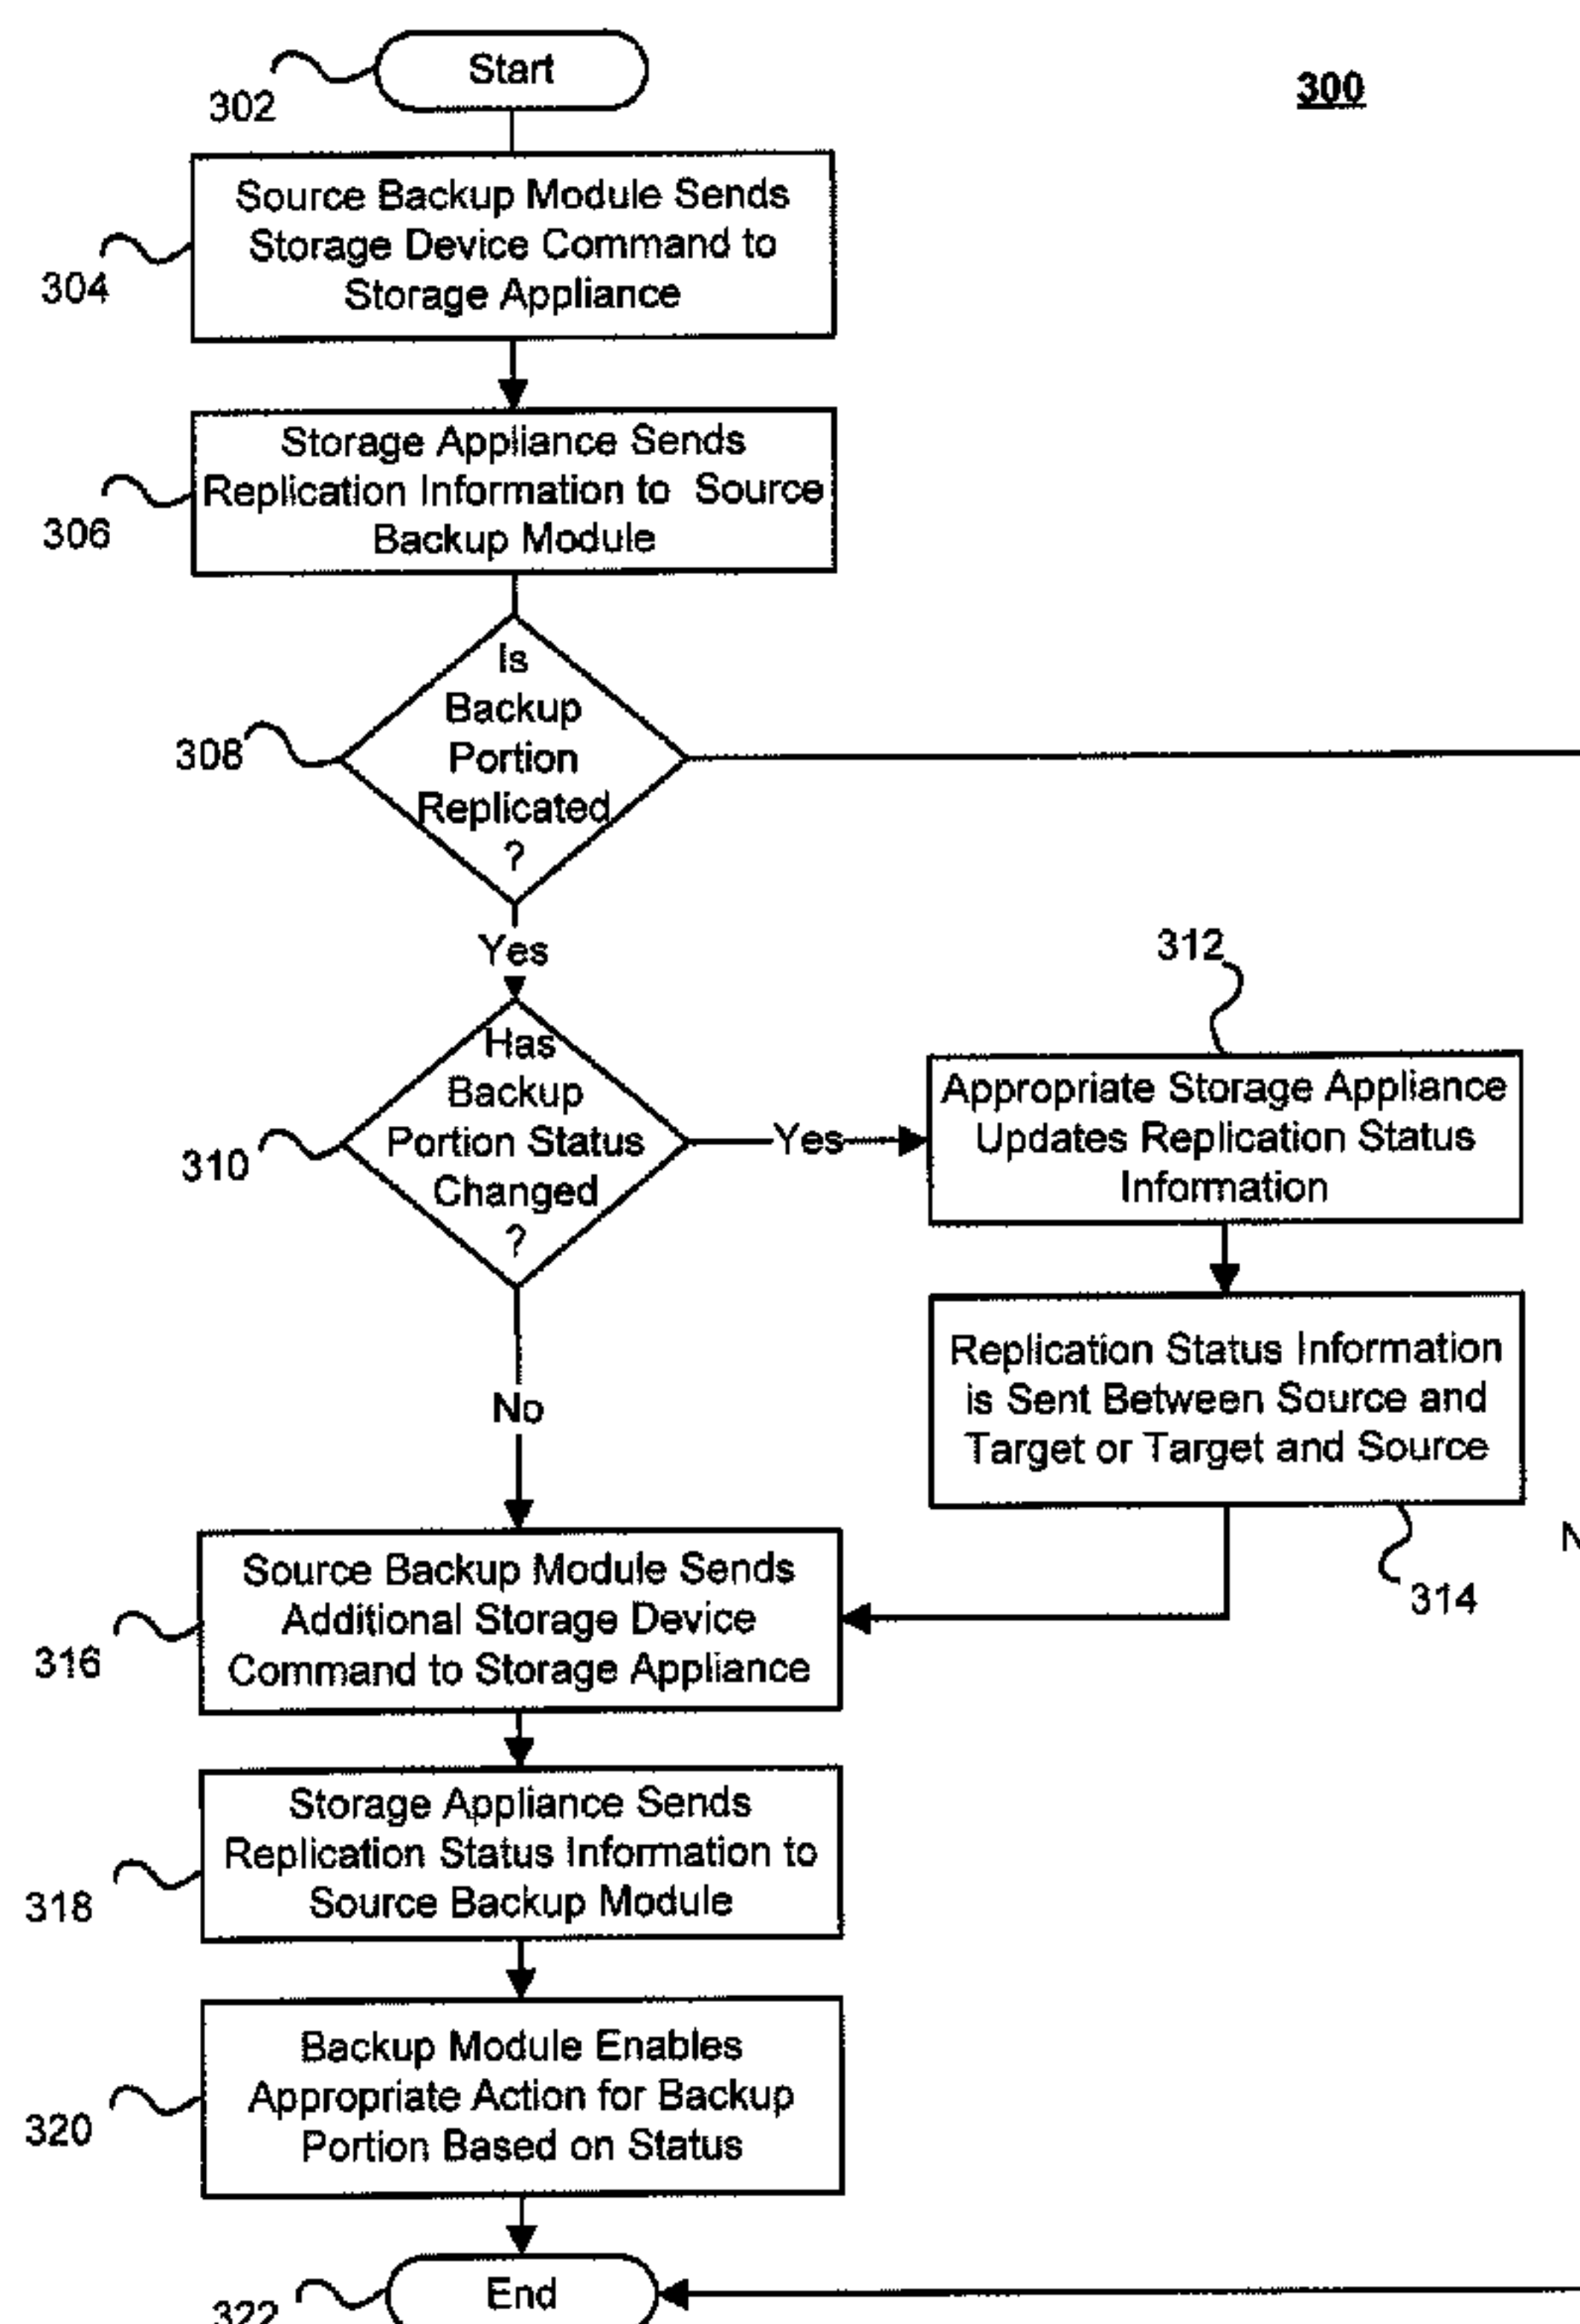 Start
302
300
Source Backup Module Sends
Storage Device Command to
Storage Appliance
304
Storage Appliance Sends
Replication Information to Source
Backup Module
306
Is
Backup
Portion
Replicated
?
308
Yes
Has
Backup
Portion Status
Changed
?
310
Yes
312
Appropriate Storage Appliance
Updates Replication Status
Information
Replication Status Information
is Sent Between Source and
Target or Target and Source
314
No
Source Backup Module Sends
Additional Storage Device
Command to Storage Appliance
316
Storage Appliance Sends
Replication Status Information to
Source Backup Module
318
Backup Module Enables
Appropriate Action for Backup
Portion Based on Status
320
End
322